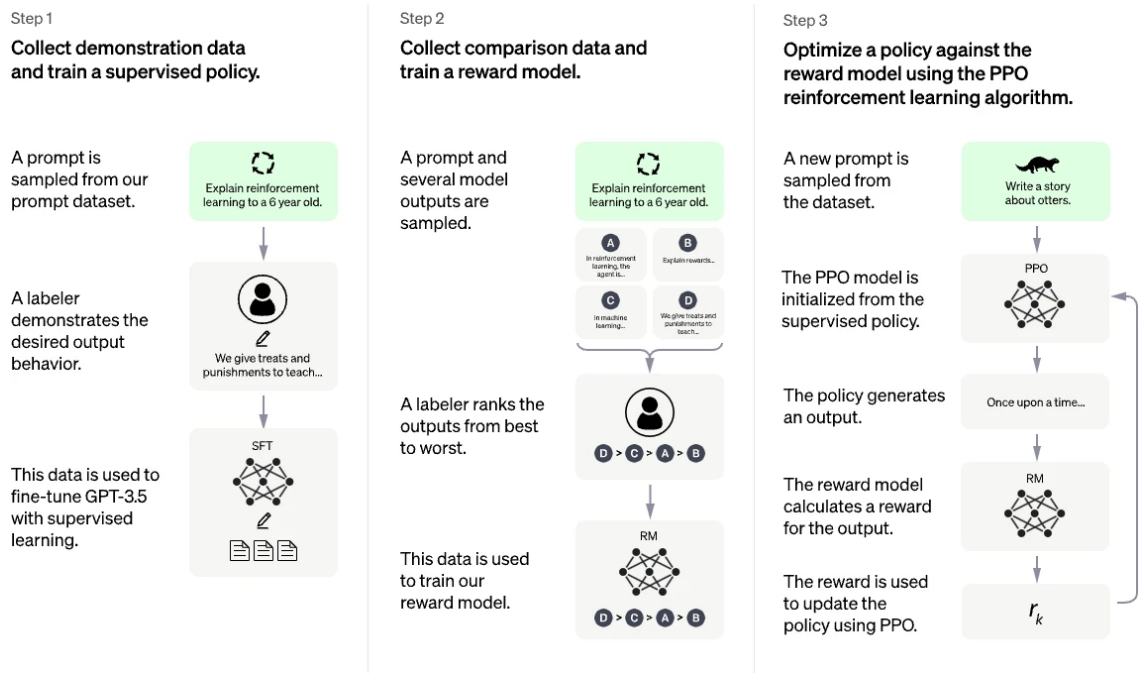 Step 1
Collect demonstration data
and train a supervised policy.
A prompt is
sampled from our
prompt dataset.
Explain reinforcement
learning to a 6 year old.
A labeler
demonstrates the
desired output
behavior.
We give treats and
punishments to teach...
This data is used to
fine-tune GPT-3.5
with supervised
learning.
SFT
Step 2
Collect comparison data and
train a reward model.
A prompt and
several model
outputs are
sampled.
Explain reinforcement
learning to a 6 year old.
A
In reinforcement
learning, the
agent is...
B
Explain rewards...
C
In machine
learning...
D
We give treats and
punishments to
teach...
A labeler ranks the
outputs from best
to worst.
D > C > A > B
This data is used
to train our
reward model.
RM
D > C > A > B
Step 3
Optimize a policy against the
reward model using the PPO
reinforcement learning algorithm.
A new prompt is
sampled from
the dataset.
Write a story
about otters.
The PPO model is
initialized from the
supervised policy.
PPO
The policy generates
an output.
Once upon a time...
The reward model
calculates a reward
for the output.
RM
The reward is used
to update the
policy using PPO.
rk